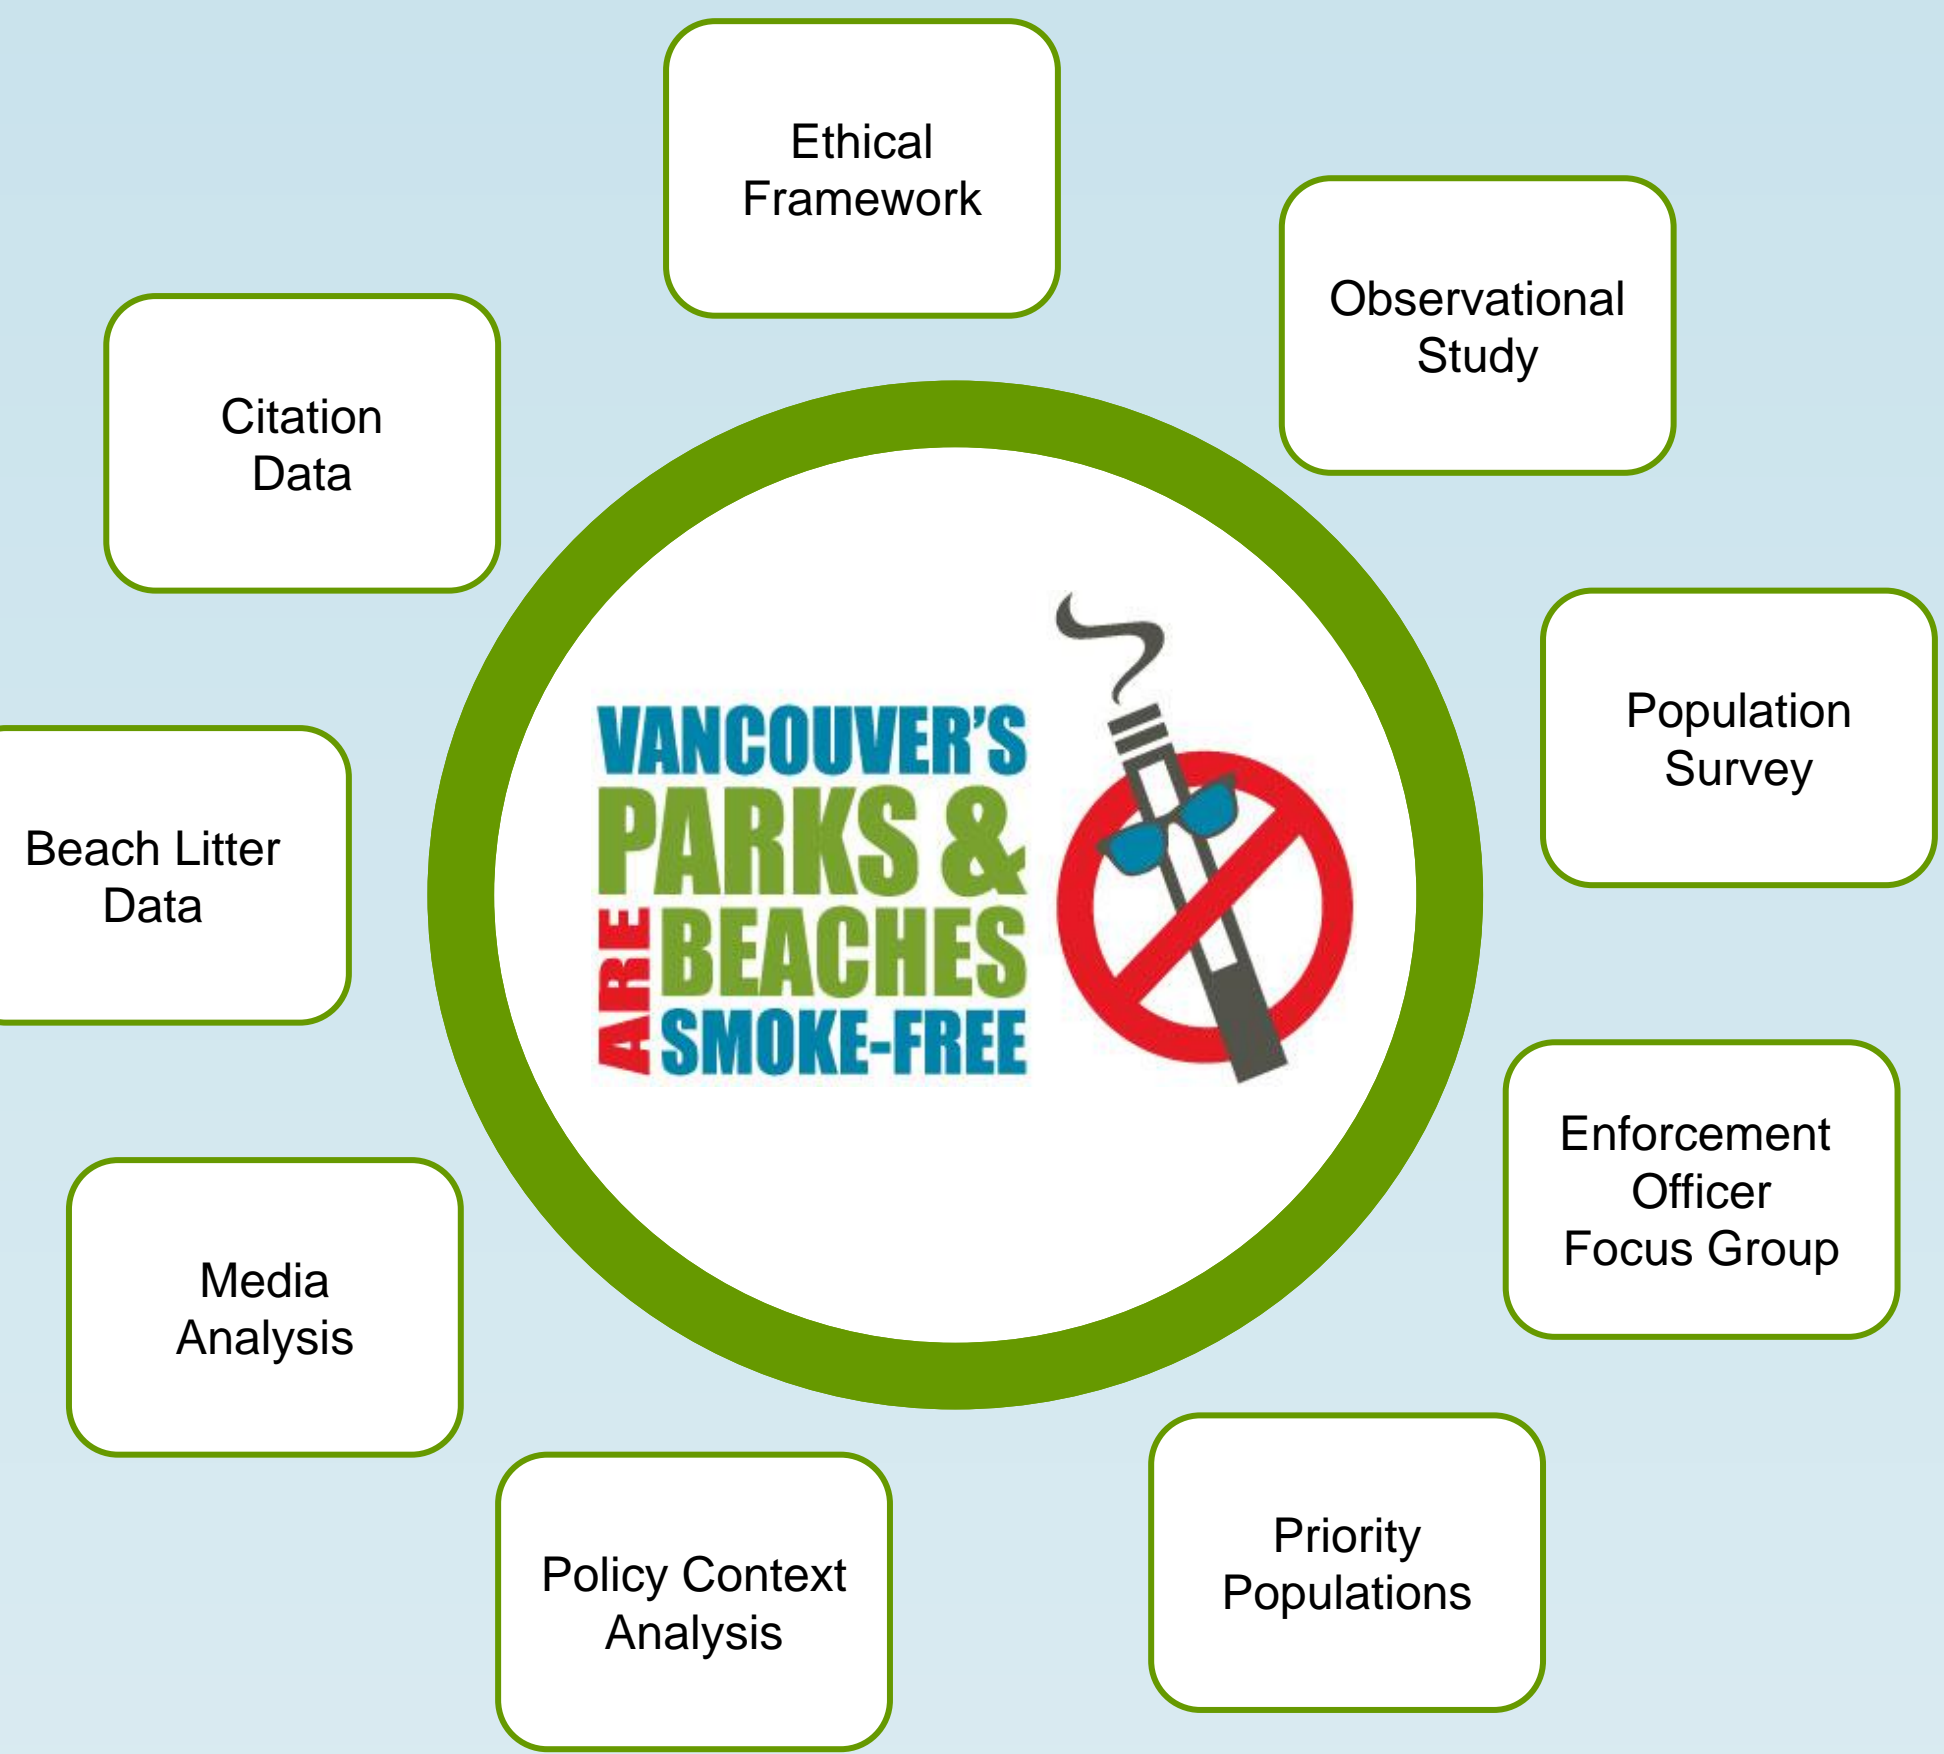 Ethical
Framework
Observational
Study
Citation
Data
Population
Survey
VANCOUVER'S
PARKS &
ARE
BEACHES
SMOKE-FREE
Beach Litter
Data
Enforcement
Officer
Focus Group
Media
Analysis
Priority
Populations
Policy Context
Analysis